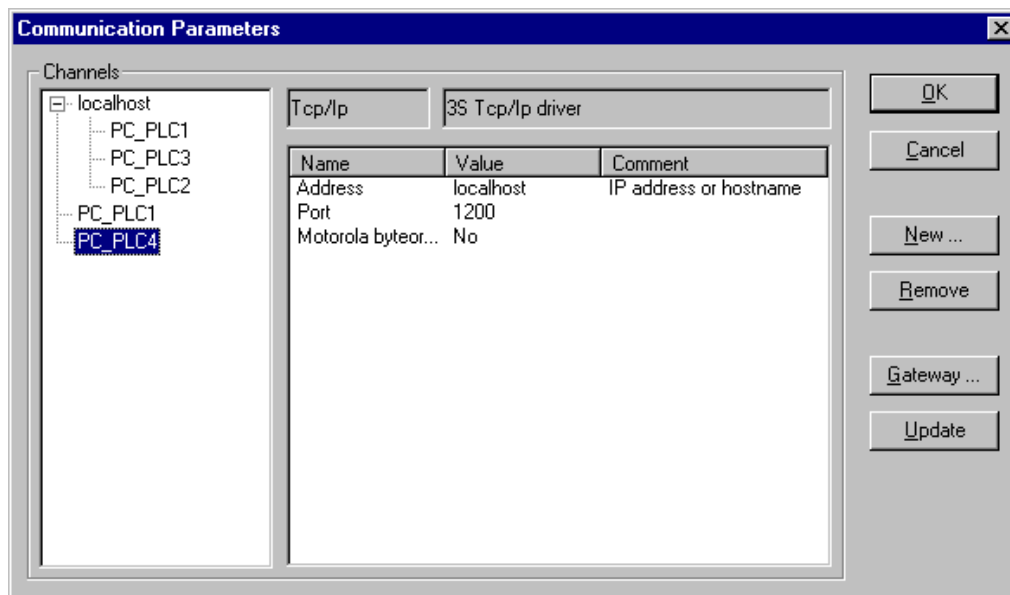 Communication Parameters
Channels
localhost
PC_PLC1
PC_PLC3
PC_PLC2
PC_PLC1
PC_PLC4
Tcp/Ip 3S Tcp/Ip driver
Name Value Comment
Address localhost IP address or hostname
Port 1200
Motorola byteor... No
OK
Cancel
New ...
Remove
Gateway ...
Update